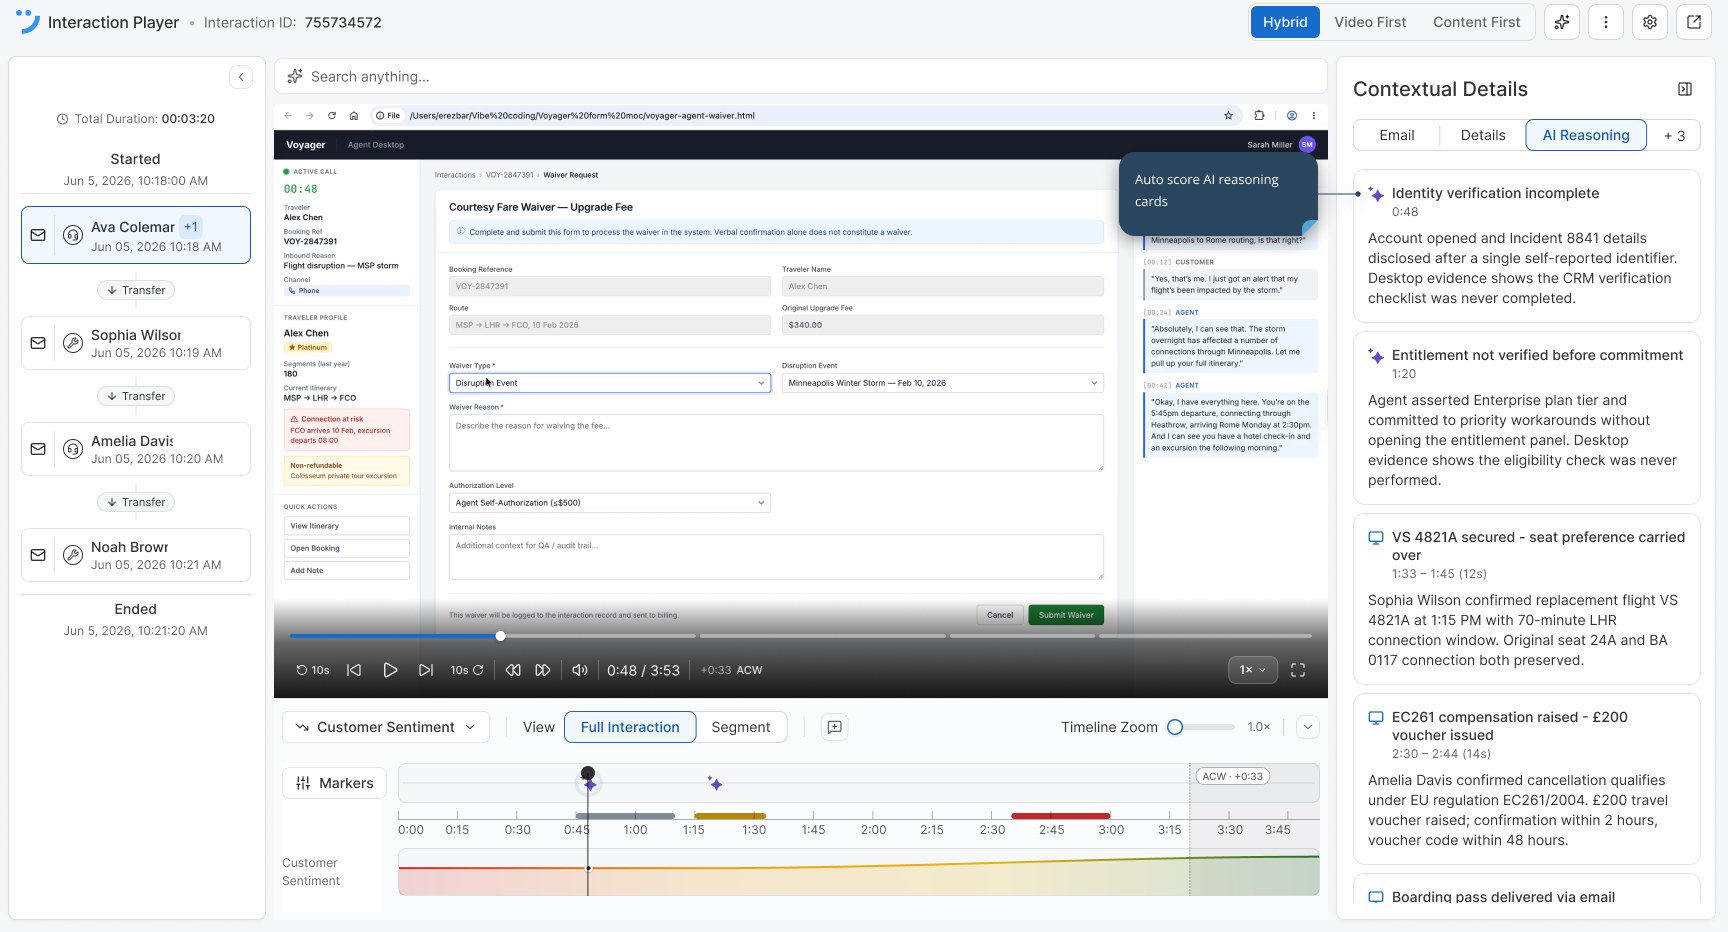 Interaction Player • Interaction ID: 755734572
Hybrid
Video First
Content First
Total Duration: 00:03:20
Started
Jun 5, 2026, 10:18:00 AM
Ava Coleman +1
Jun 05, 2026 10:18 AM
Transfer
Sophia Wilson
Jun 05, 2026 10:19 AM
Transfer
Amelia Davis
Jun 05, 2026 10:20 AM
Transfer
Noah Brown
Jun 05, 2026 10:21 AM
Ended
Jun 5, 2026, 10:21:20 AM
Search anything...
File /Users/erezbar/Vibe%20coding/Voyager%20form%20moc/voyager-agent-waiver.html
Voyager Agent Desktop
Sarah Miller SM
ACTIVE CALL
00:48
Traveler
Alex Chen
Booking Ref
VOY-2847391
Inbound Reason
Flight disruption — MSP storm
Channel
Phone
TRAVELER PROFILE
Alex Chen
★ Platinum
Segments (last year)
180
Current Itinerary
MSP → LHR → FCO
Connection at risk
FCO arrives 10 Feb, excursion
departs 08:00
Non-refundable
Colosseum private tour excursion
QUICK ACTIONS
View Itinerary
Open Booking
Add Note
Interactions › VOY-2847391 › Waiver Request
Courtesy Fare Waiver — Upgrade Fee
Complete and submit this form to process the waiver in the system. Verbal confirmation alone does not constitute a waiver.
Booking Reference
VOY-2847391
Traveler Name
Alex Chen
Route
MSP → LHR → FCO, 10 Feb 2026
Original Upgrade Fee
$340.00
Waiver Type *
Disruption Event
Disruption Event
Minneapolis Winter Storm — Feb 10, 2026
Waiver Reason *
Describe the reason for waiving the fee...
Authorization Level
Agent Self-Authorization (≤$500)
Internal Notes
Additional context for QA / audit trail...
This waiver will be logged to the interaction record and sent to billing.
Cancel
Submit Waiver
Auto score AI reasoning
cards
Minneapolis to Rome routing, is that right?"
[00:12] CUSTOMER
"Yes, that's me. I just got an alert that my
flight's been impacted by the storm."
[00:24] AGENT
"Absolutely, I can see that. The storm
overnight has affected a number of
connections through Minneapolis. Let me
pull up your full itinerary."
[00:42] AGENT
"Okay, I have everything here. You're on the
5:45pm departure, connecting through
Heathrow, arriving Rome Monday at 2:30pm.
And I can see you have a hotel check-in and
an excursion the following morning."
10s
10s
0:48 / 3:53
+0:33 ACW
1×
Customer Sentiment
View
Full Interaction
Segment
Timeline Zoom
1.0×
Markers
ACW · +0:33
0:00 0:15 0:30 0:45 1:00 1:15 1:30 1:45 2:00 2:15 2:30 2:45 3:00 3:15 3:30 3:45
Customer
Sentiment
Contextual Details
Email
Details
AI Reasoning
+ 3
Identity verification incomplete
0:48
Account opened and Incident 8841 details
disclosed after a single self-reported identifier.
Desktop evidence shows the CRM verification
checklist was never completed.
Entitlement not verified before commitment
1:20
Agent asserted Enterprise plan tier and
committed to priority workarounds without
opening the entitlement panel. Desktop
evidence shows the eligibility check was never
performed.
VS 4821A secured - seat preference carried
over
1:33 – 1:45 (12s)
Sophia Wilson confirmed replacement flight VS
4821A at 1:15 PM with 70-minute LHR
connection window. Original seat 24A and BA
0117 connection both preserved.
EC261 compensation raised - £200
voucher issued
2:30 – 2:44 (14s)
Amelia Davis confirmed cancellation qualifies
under EU regulation EC261/2004. £200 travel
voucher raised; confirmation within 2 hours,
voucher code within 48 hours.
Boarding pass delivered via email